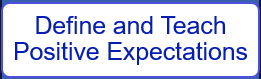 Define and Teach
Positive Expectations